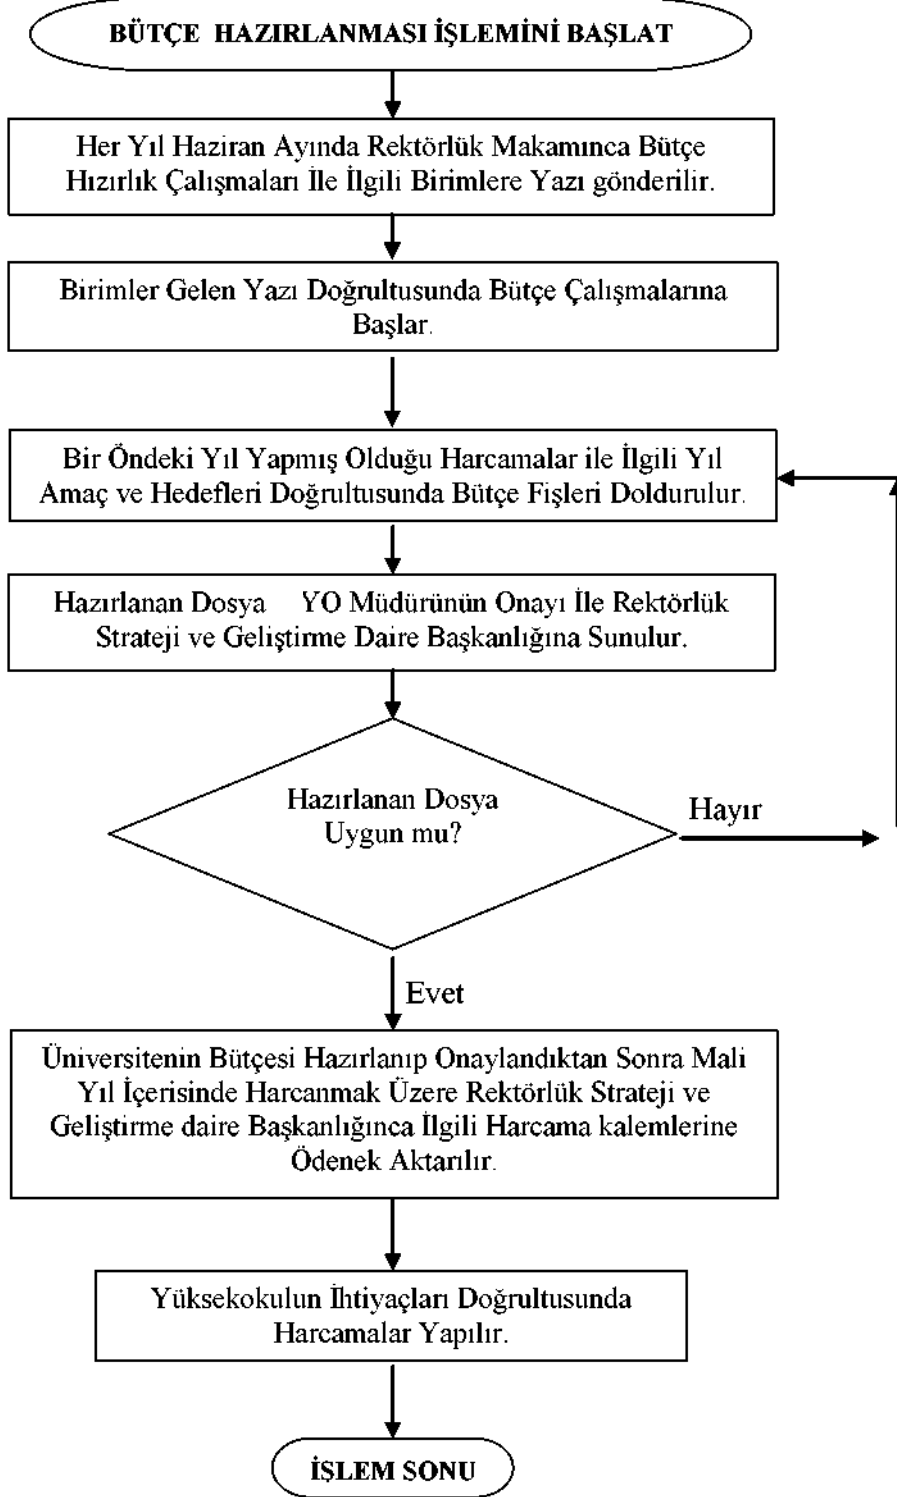 BÜTÇE HAZIRLANMASI İŞLEMİNİ BAŞLAT
Her Yıl Haziran Ayında Rektörlük Makamınca Bütçe
Hızırlık Çalışmaları İle İlgili Birimlere Yazı gönderilir.
Birimler Gelen Yazı Doğrultusunda Bütçe Çalışmalarına
Başlar.
Bir Öndeki Yıl Yapmış Olduğu Harcamalar ile İlgili Yıl
Amaç ve Hedefleri Doğrultusunda Bütçe Fişleri Doldurulur.
Hazırlanan Dosya YO Müdürünün Onayı İle Rektörlük
Strateji ve Geliştirme Daire Başkanlığına Sunulur.
Hazırlanan Dosya
Uygun mu?
Hayır
Evet
Üniversitenin Bütçesi Hazırlanıp Onaylandıktan Sonra Mali
Yıl İçerisinde Harcanmak Üzere Rektörlük Strateji ve
Geliştirme daire Başkanlığınca İlgili Harcama kalemlerine
Ödenek Aktarılır.
Yüksekokulun İhtiyaçları Doğrultusunda
Harcamalar Yapılır.
İŞLEM SONU